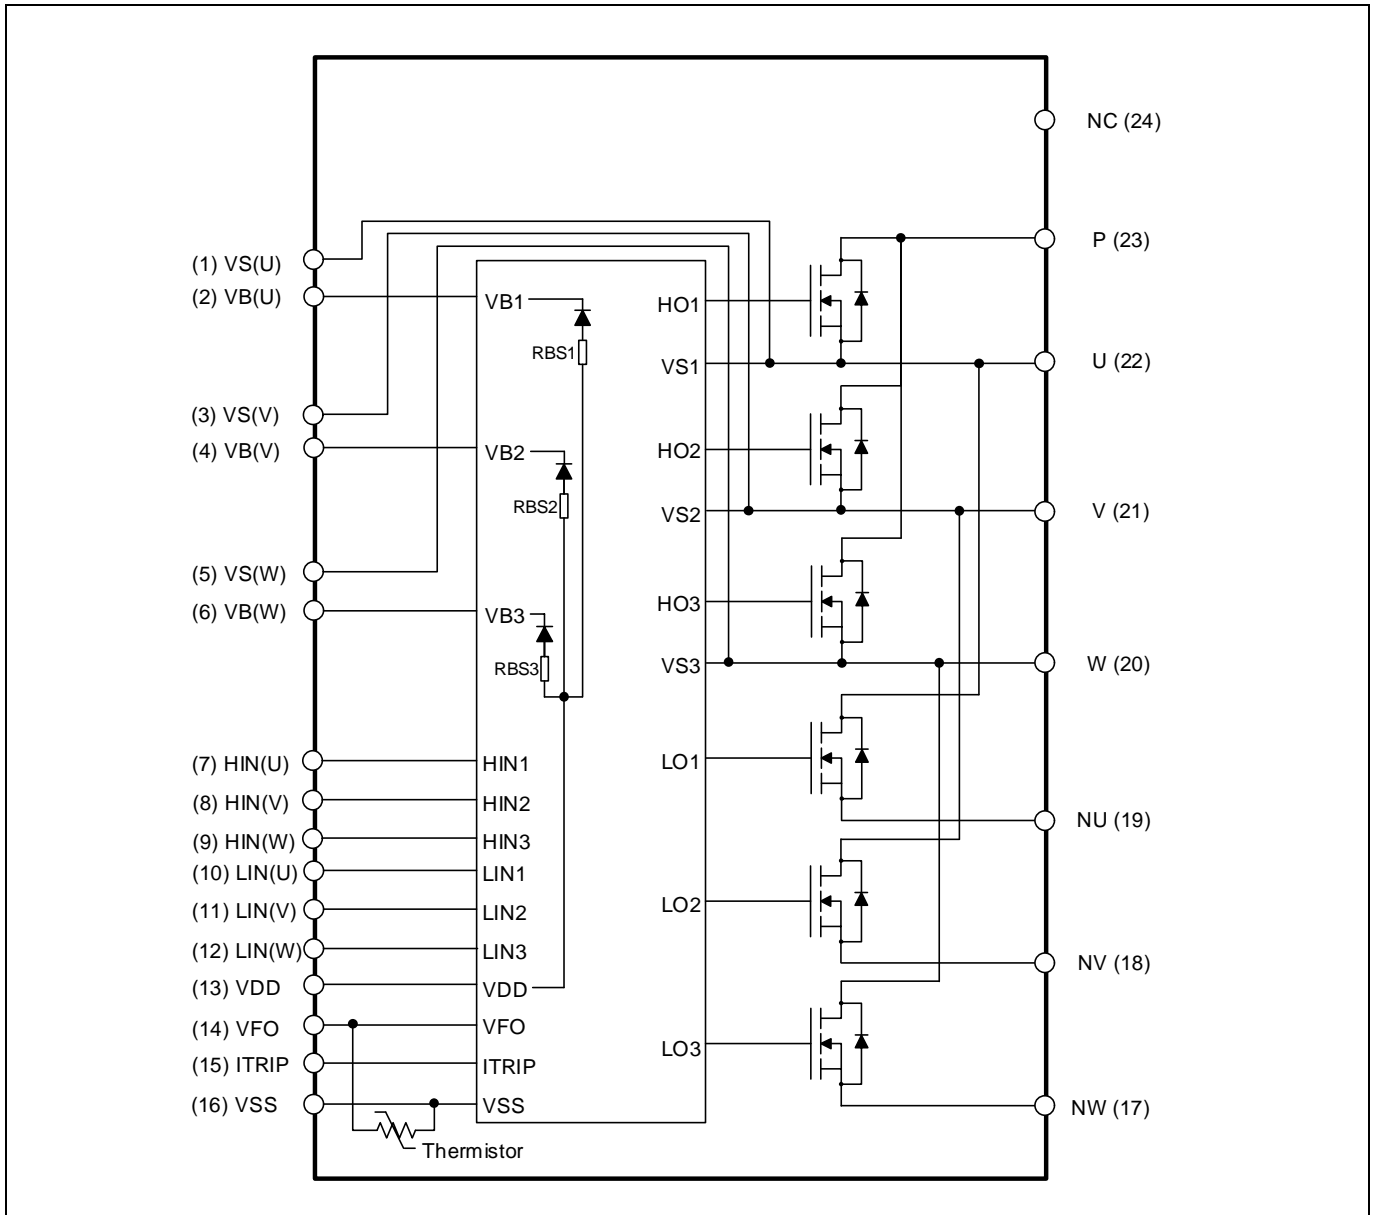 NC (24)
P (23)
(1) VS(U)
(2) VB(U)
VB1
HO1
RBS1
VS1
U (22)
(3) VS(V)
(4) VB(V)
VB2
HO2
RBS2
VS2
V (21)
(5) VS(W)
(6) VB(W)
VB3
HO3
RBS3
VS3
W (20)
(7) HIN(U)
HIN1
LO1
(8) HIN(V)
HIN2
NU (19)
(9) HIN(W)
HIN3
(10) LIN(U)
LIN1
(11) LIN(V)
LIN2
LO2
(12) LIN(W)
LIN3
NV (18)
(13) VDD
VDD
(14) VFO
VFO
LO3
(15) ITRIP
ITRIP
(16) VSS
VSS
NW (17)
Thermistor